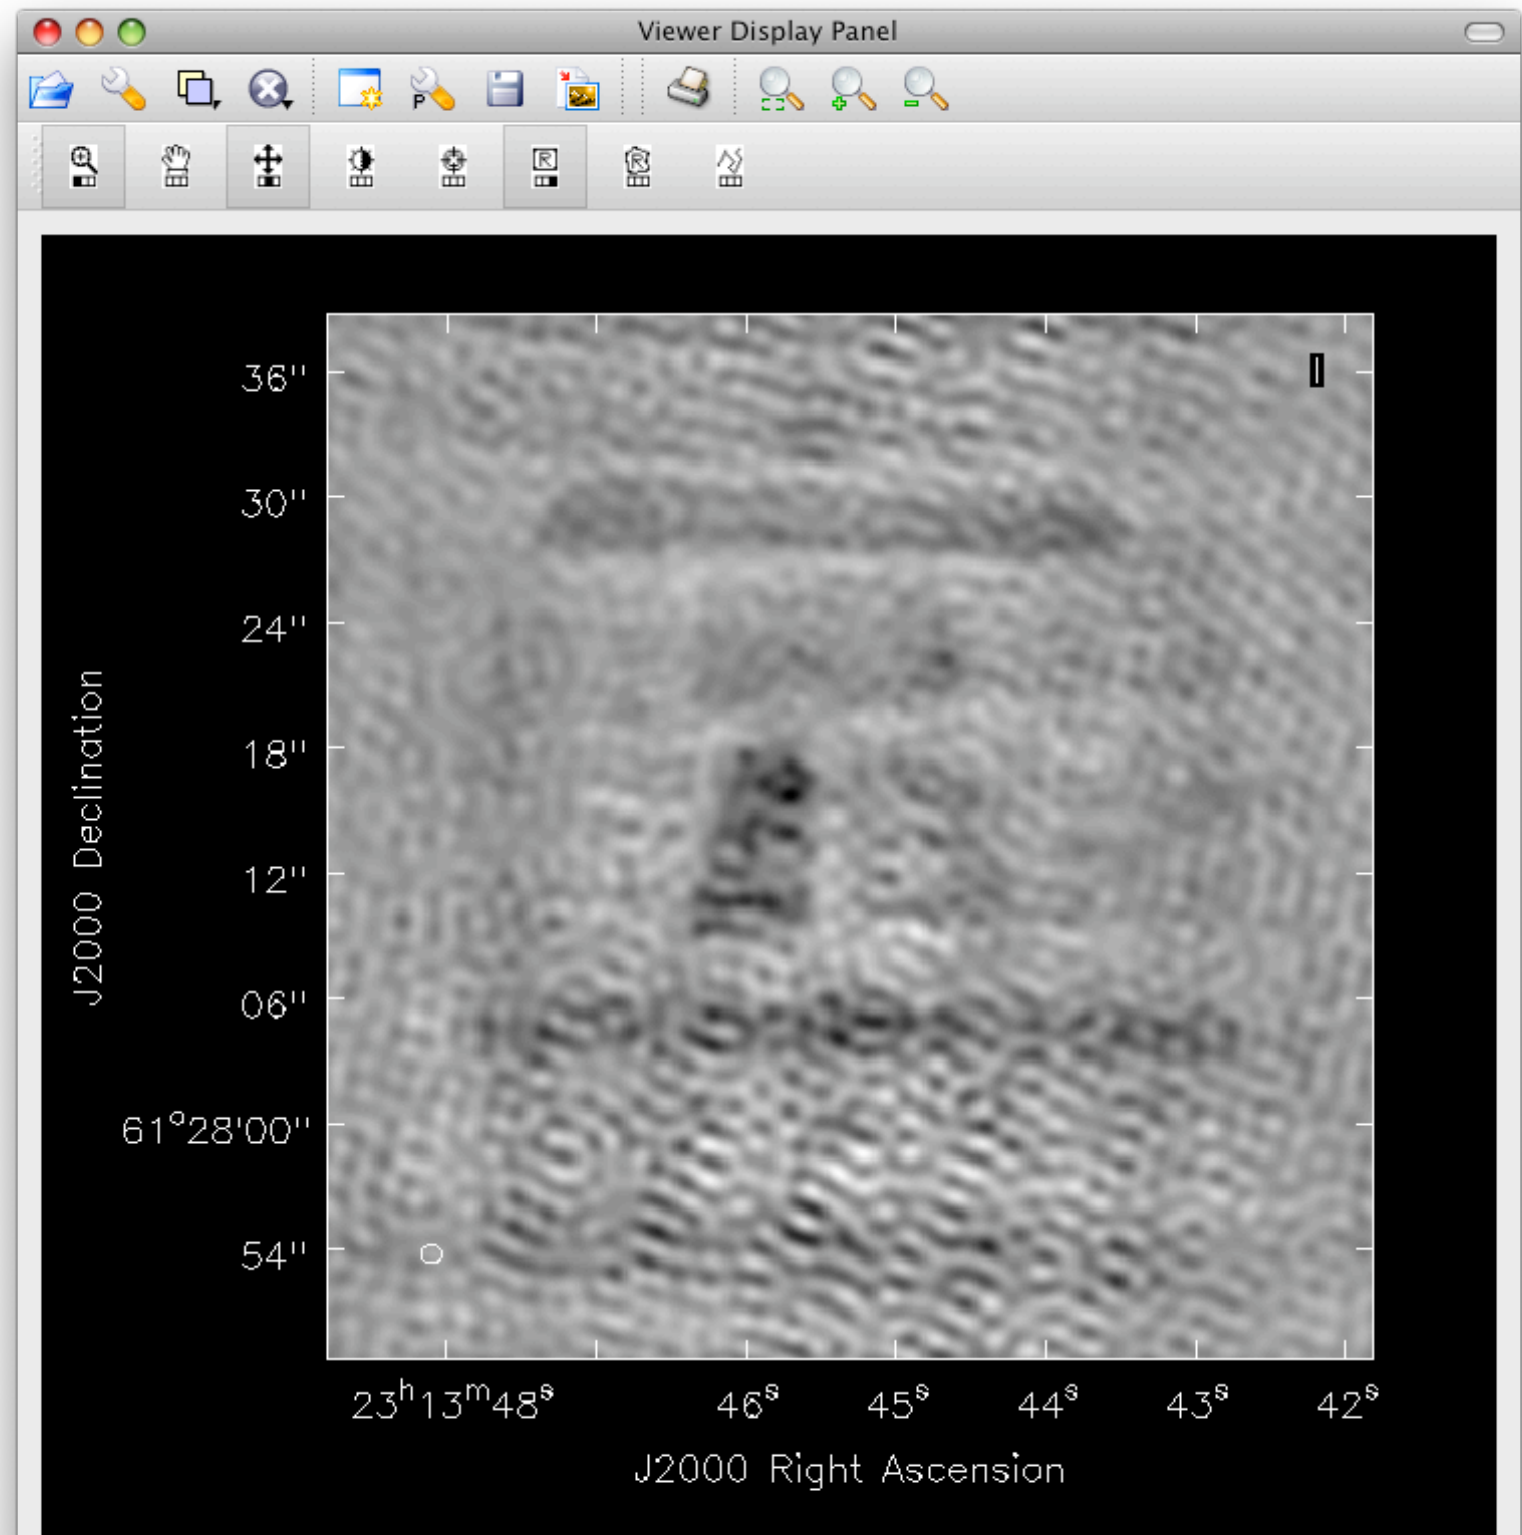 Viewer Display Panel
P
R
R
36"
30"
24"
18"
12"
06"
61°28'00"
54"
J2000 Declination
23ʰ13ᵐ48ˢ 46ˢ 45ˢ 44ˢ 43ˢ 42ˢ
J2000 Right Ascension